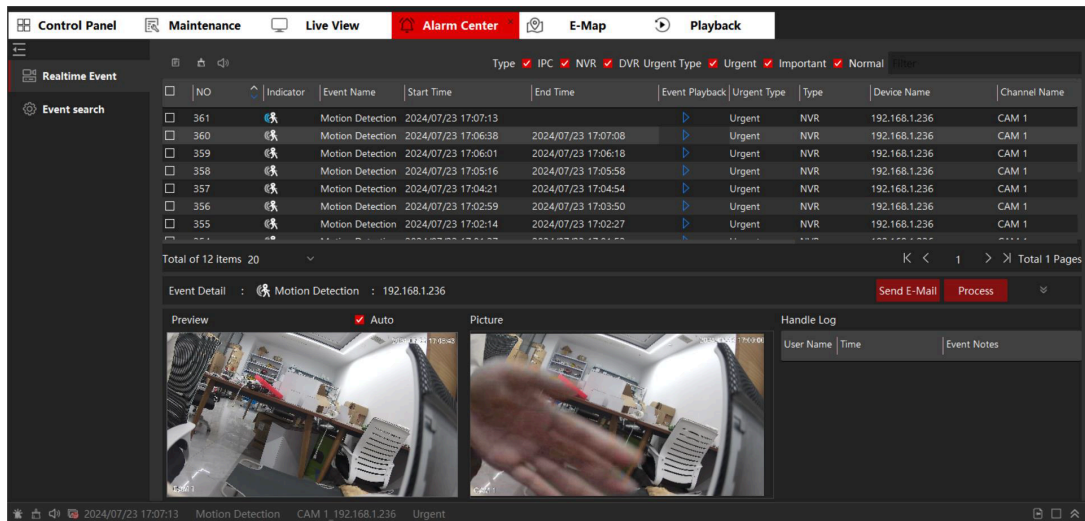 Control Panel Maintenance Live View Alarm Center E-Map Playback
Realtime Event
Event search
Type IPC NVR DVR Urgent Type Urgent Important Normal Filter
NO Indicator Event Name Start Time End Time Event Playback Urgent Type Type Device Name Channel Name
361 Motion Detection 2024/07/23 17:07:13 Urgent NVR 192.168.1.236 CAM 1
360 Motion Detection 2024/07/23 17:06:38 2024/07/23 17:07:08 Urgent NVR 192.168.1.236 CAM 1
359 Motion Detection 2024/07/23 17:06:01 2024/07/23 17:06:18 Urgent NVR 192.168.1.236 CAM 1
358 Motion Detection 2024/07/23 17:05:16 2024/07/23 17:05:58 Urgent NVR 192.168.1.236 CAM 1
357 Motion Detection 2024/07/23 17:04:21 2024/07/23 17:04:54 Urgent NVR 192.168.1.236 CAM 1
356 Motion Detection 2024/07/23 17:02:59 2024/07/23 17:03:50 Urgent NVR 192.168.1.236 CAM 1
355 Motion Detection 2024/07/23 17:02:14 2024/07/23 17:02:27 Urgent NVR 192.168.1.236 CAM 1
Total of 12 items 20 1 Total 1 Pages
Event Detail : Motion Detection : 192.168.1.236 Send E-Mail Process
Preview Auto Picture Handle Log
User Name Time Event Notes
2024/07/23 17:07:13 Motion Detection CAM 1_192.168.1.236 Urgent